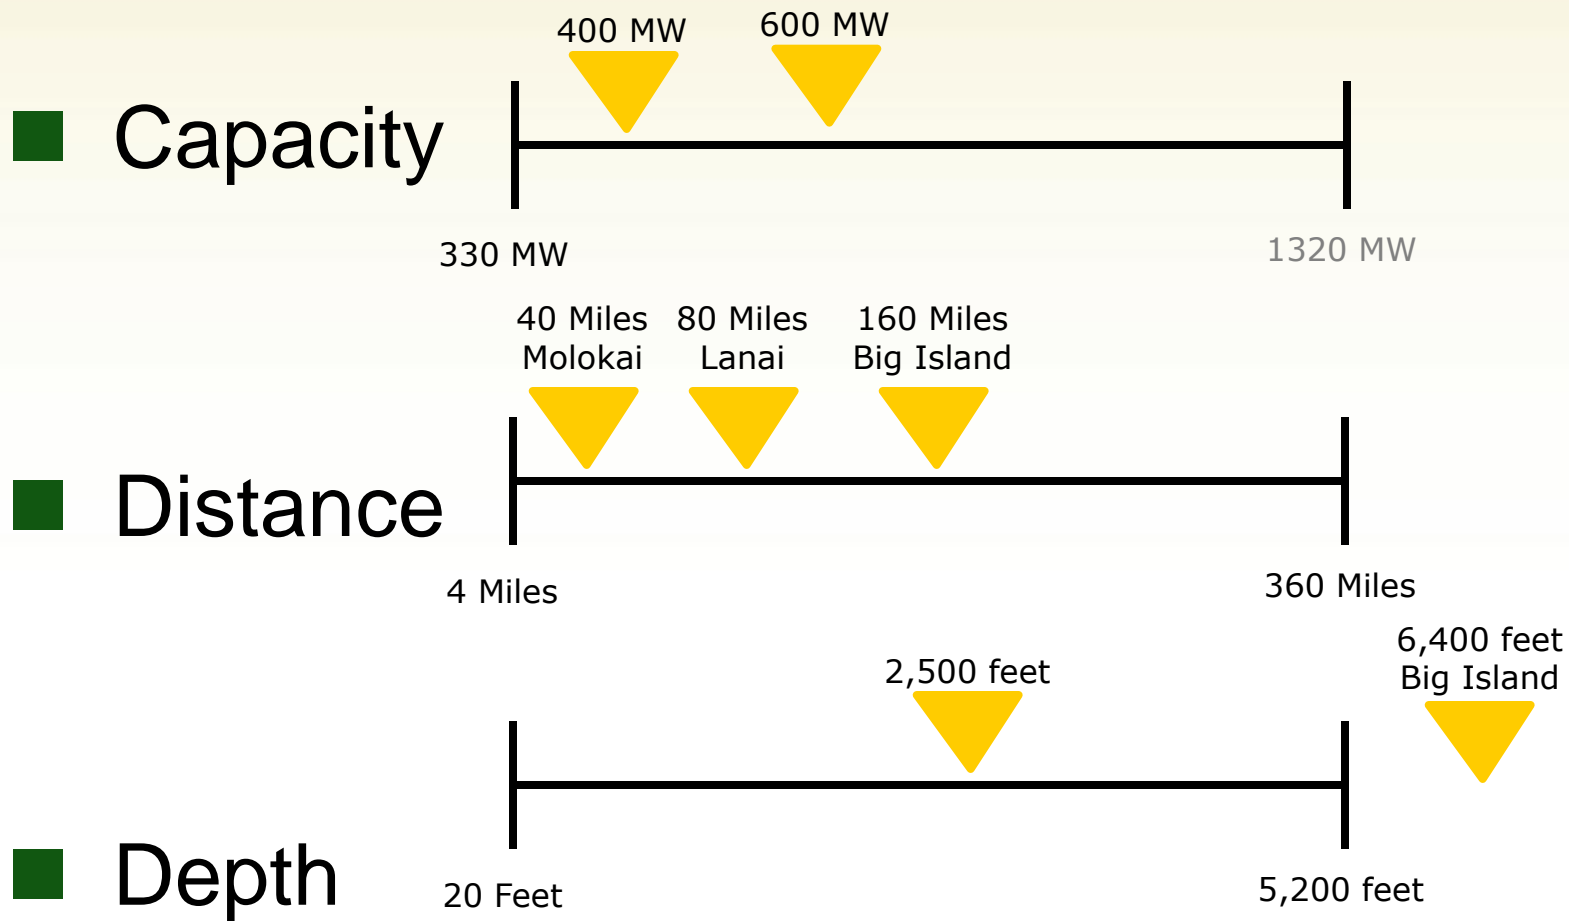 400 MW
600 MW
Capacity
330 MW
1320 MW
40 Miles
Molokai
80 Miles
Lanai
160 Miles
Big Island
Distance
4 Miles
360 Miles
6,400 feet
Big Island
2,500 feet
Depth
20 Feet
5,200 feet